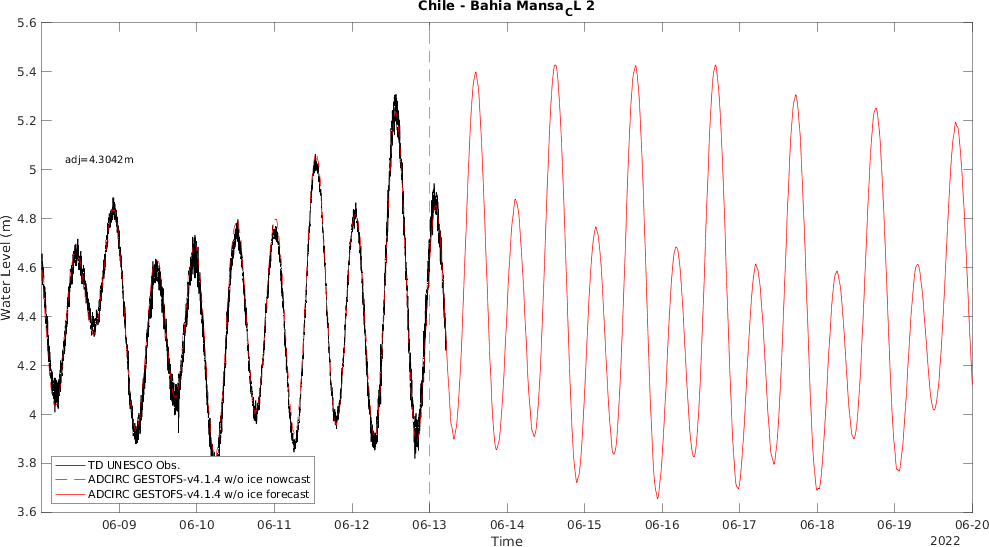 Chile - Bahia MansaCL 2
5.6
5.4
5.2
5
4.8
4.6
4.4
4.2
4
3.8
3.6
Water Level (m)
adj=4.3042m
TD UNESCO Obs.
ADCIRC GESTOFS-v4.1.4 w/o ice nowcast
ADCIRC GESTOFS-v4.1.4 w/o ice forecast
06-09 06-10 06-11 06-12 06-13 06-14 06-15 06-16 06-17 06-18 06-19 06-20
Time
2022